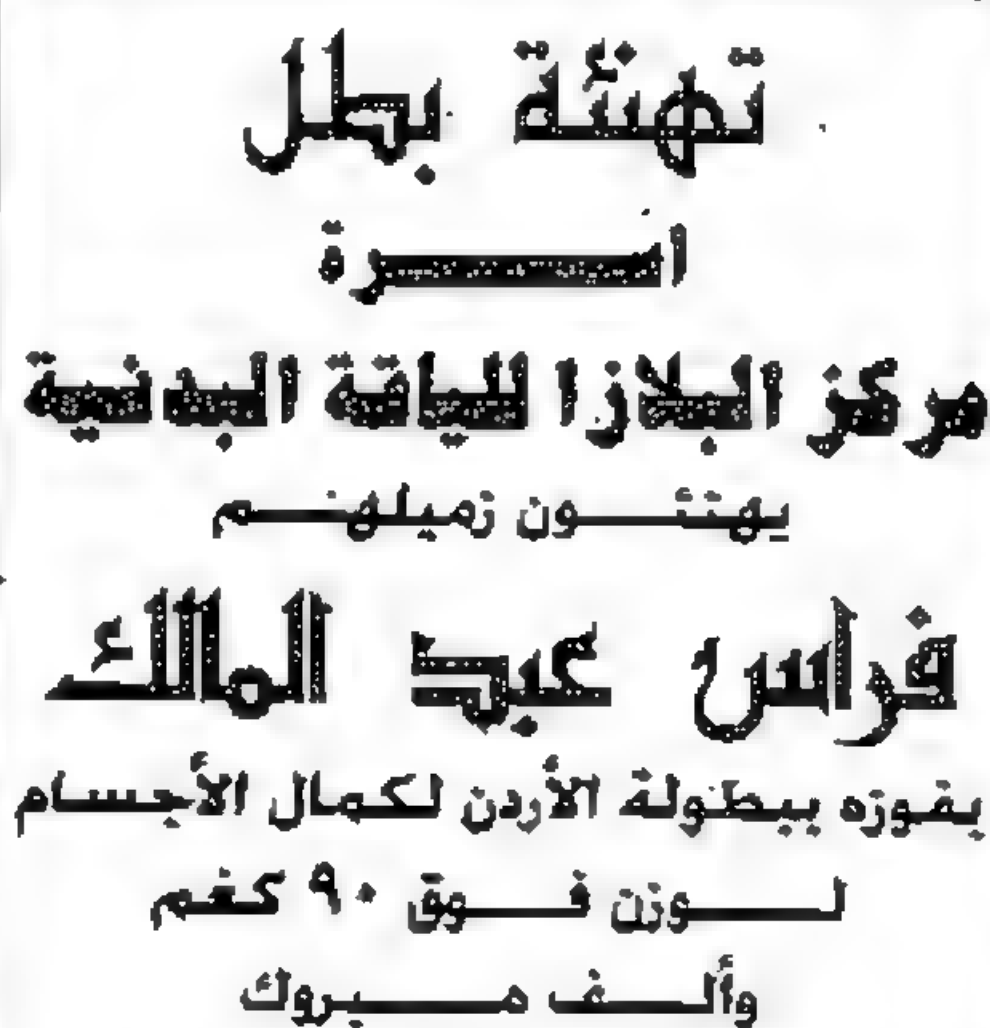 تهنئة بطل
اسرة
مركز البلازا للياقة البدنية
يهنئون زميلهم
فراس عبد المالك
بفوزه ببطولة الأردن لكمال الأجسام
لوزن فوق ٩٠ كغم
وألف مبروك